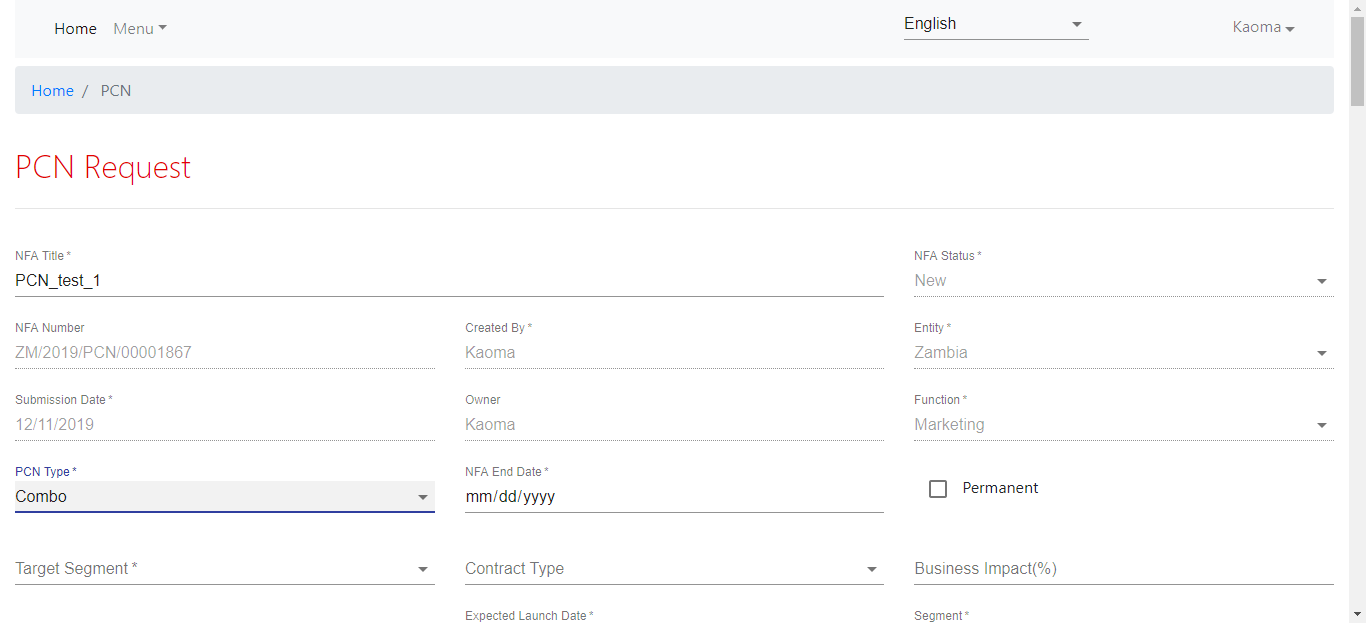 Home Menu English Kaoma
Home / PCN
PCN Request
NFA Title * NFA Status *
PCN_test_1 New
NFA Number Created By * Entity *
ZM/2019/PCN/00001867 Kaoma Zambia
Submission Date * Owner Function *
12/11/2019 Kaoma Marketing
PCN Type * NFA End Date *
Combo mm/dd/yyyy Permanent
Target Segment * Contract Type Business Impact(%)
Expected Launch Date * Segment *